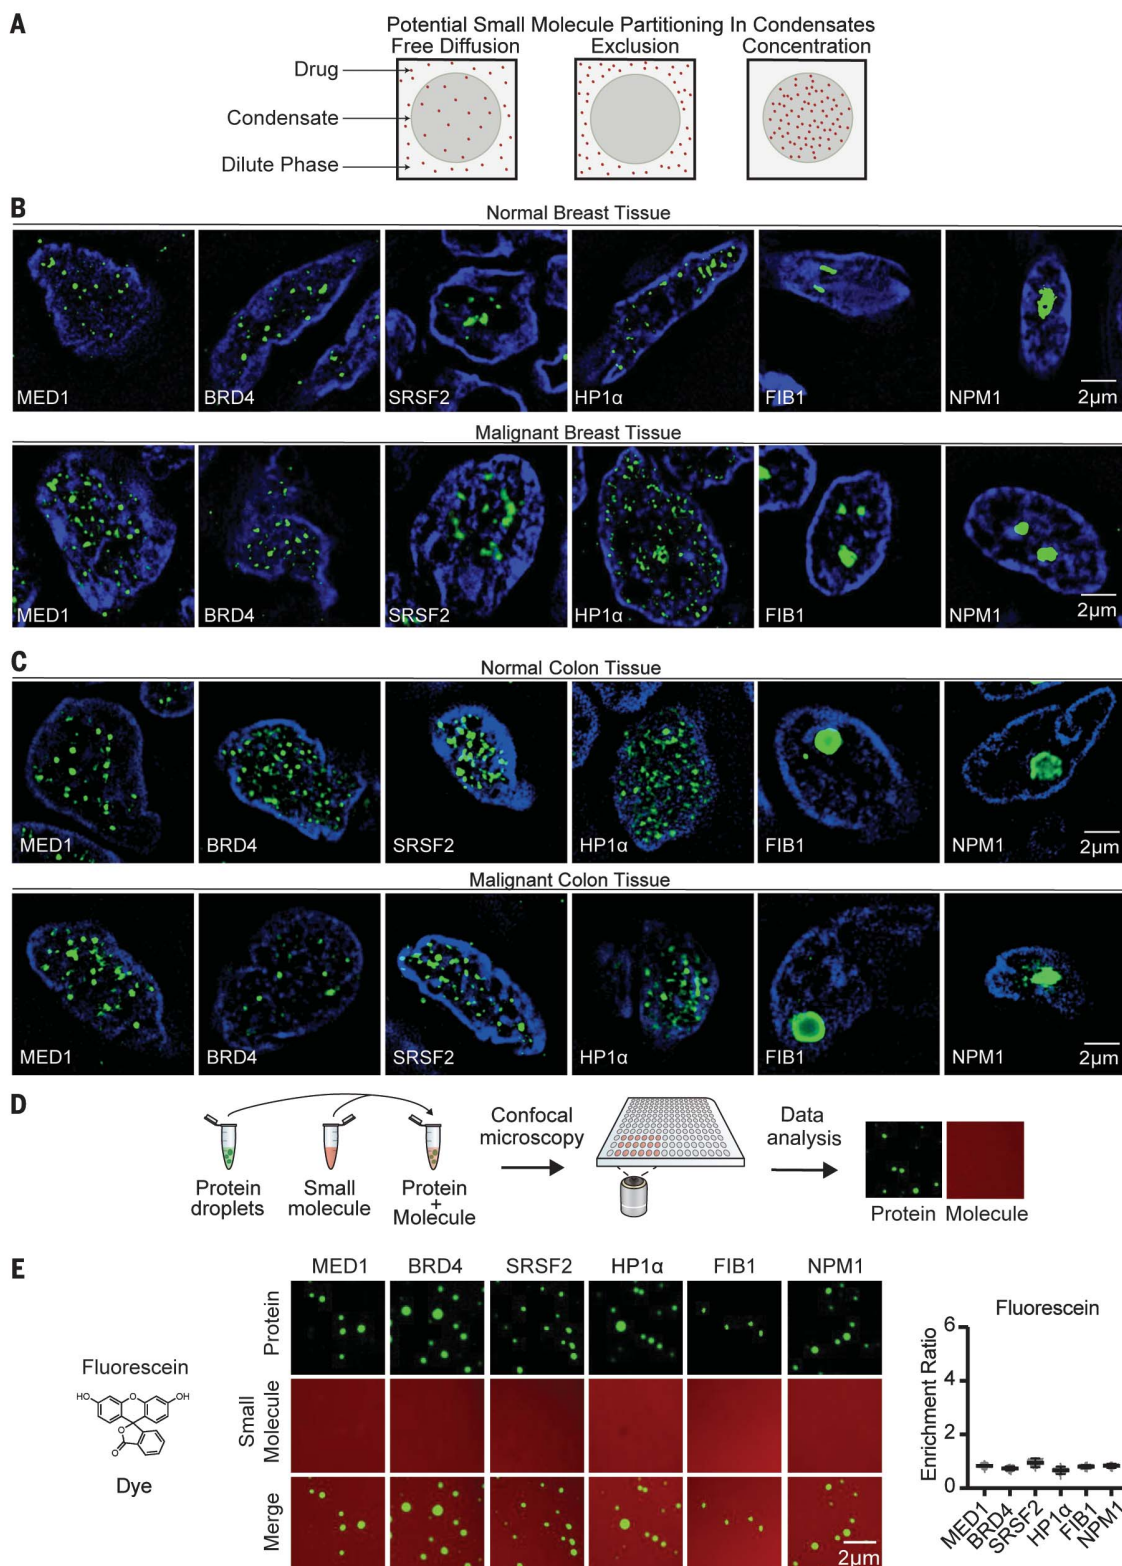 A
Potential Small Molecule Partitioning In Condensates
Free Diffusion Exclusion Concentration
Drug
Condensate
Dilute Phase
B
Normal Breast Tissue
MED1 BRD4 SRSF2 HP1α FIB1 NPM1 2μm
Malignant Breast Tissue
MED1 BRD4 SRSF2 HP1α FIB1 NPM1 2μm
C
Normal Colon Tissue
MED1 BRD4 SRSF2 HP1α FIB1 NPM1 2μm
Malignant Colon Tissue
MED1 BRD4 SRSF2 HP1α FIB1 NPM1 2μm
D
Protein
droplets
Small
molecule
Protein
+
Molecule
Confocal
microscopy
Data
analysis
Protein Molecule
E
Fluorescein
HO O OH
O
O
Dye
MED1 BRD4 SRSF2 HP1α FIB1 NPM1
Protein
Small
Molecule
Merge
2μm
Fluorescein
Enrichment Ratio
6
4
2
0
MED1
BRD4
SRSF2
HP1α
FIB1
NPM1